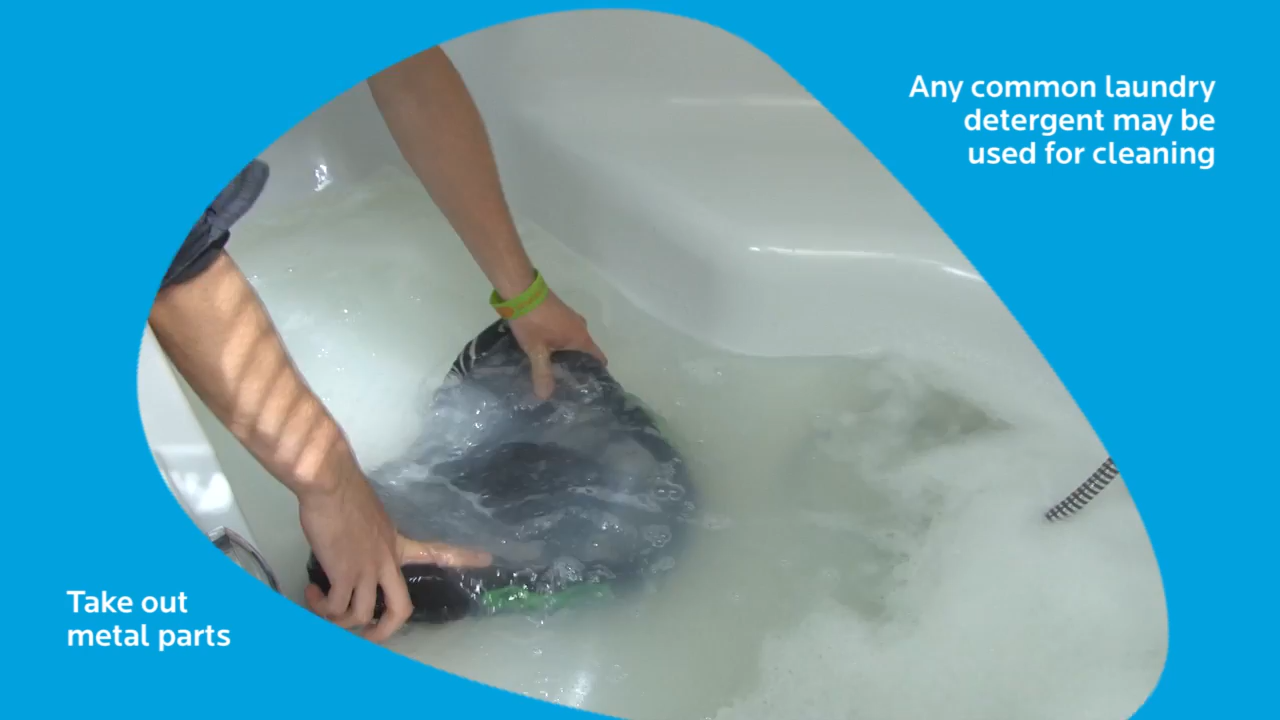 Any common laundry
detergent may be
used for cleaning
Take out
metal parts